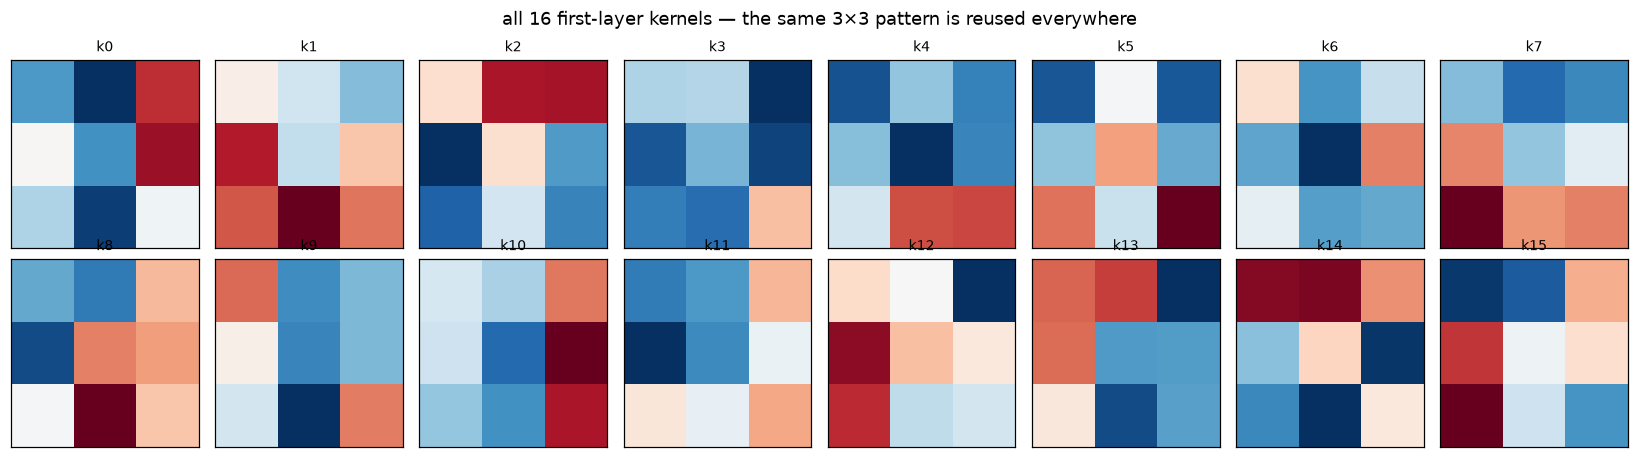 all 16 first-layer kernels — the same 3×3 pattern is reused everywhere
k0 k1 k2 k3 k4 k5 k6 k7
k8 k9 k10 k11 k12 k13 k14 k15